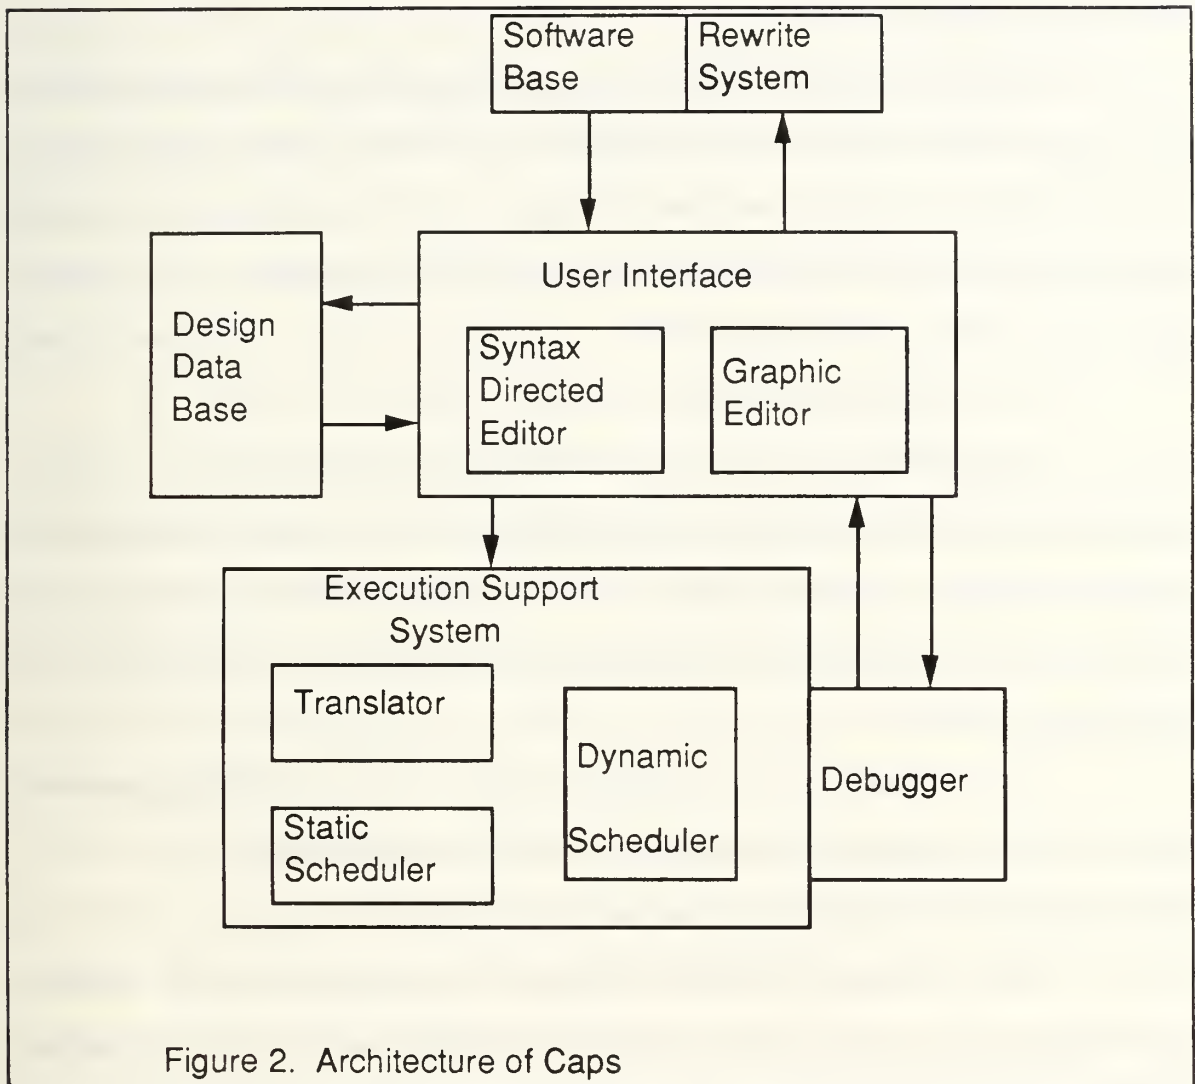 Software
Base
Rewrite
System
User Interface
Design
Data
Base
Syntax
Directed
Editor
Graphic
Editor
Execution Support
System
Translator
Dynamic
Scheduler
Debugger
Static
Scheduler
Figure 2. Architecture of Caps